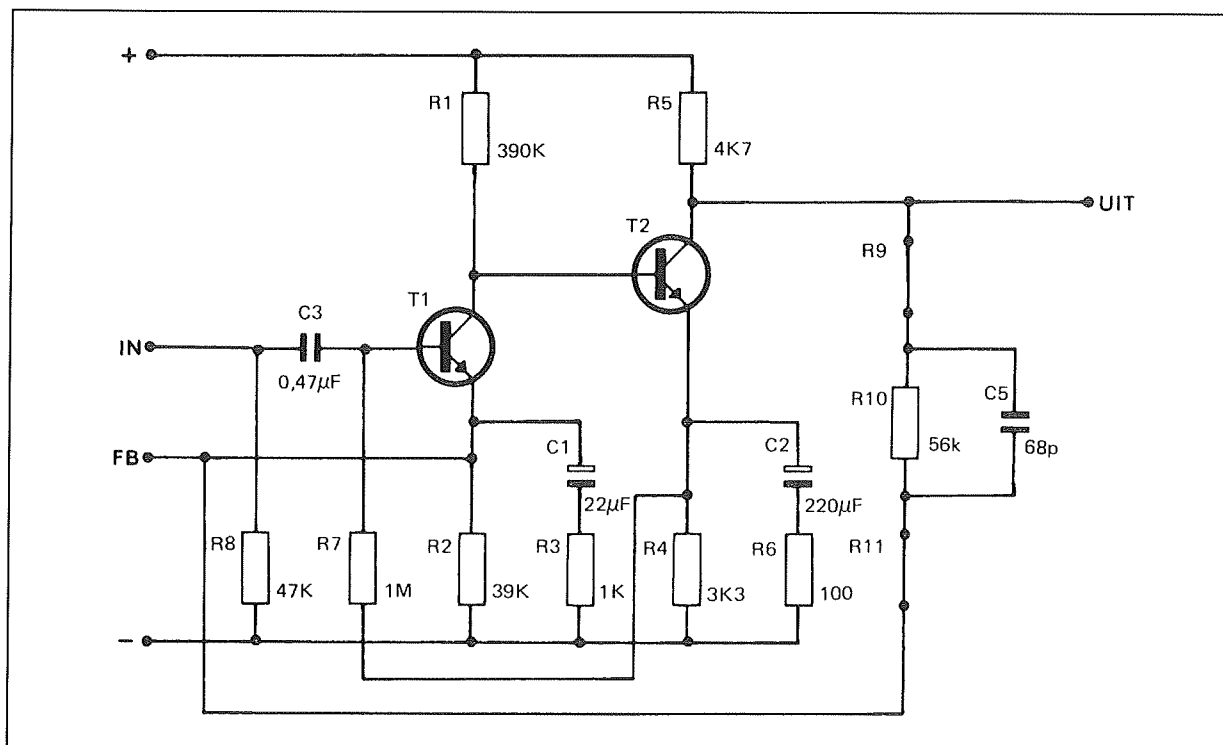 +
R1
390K
R5
4K7
UIT
T2
R9
T1
C3
IN
0,47µF
R10
56k
C5
68p
FB
C1
22µF
C2
220µF
R8
47K
R7
1M
R2
39K
R3
1K
R4
3K3
R6
100
R11
−